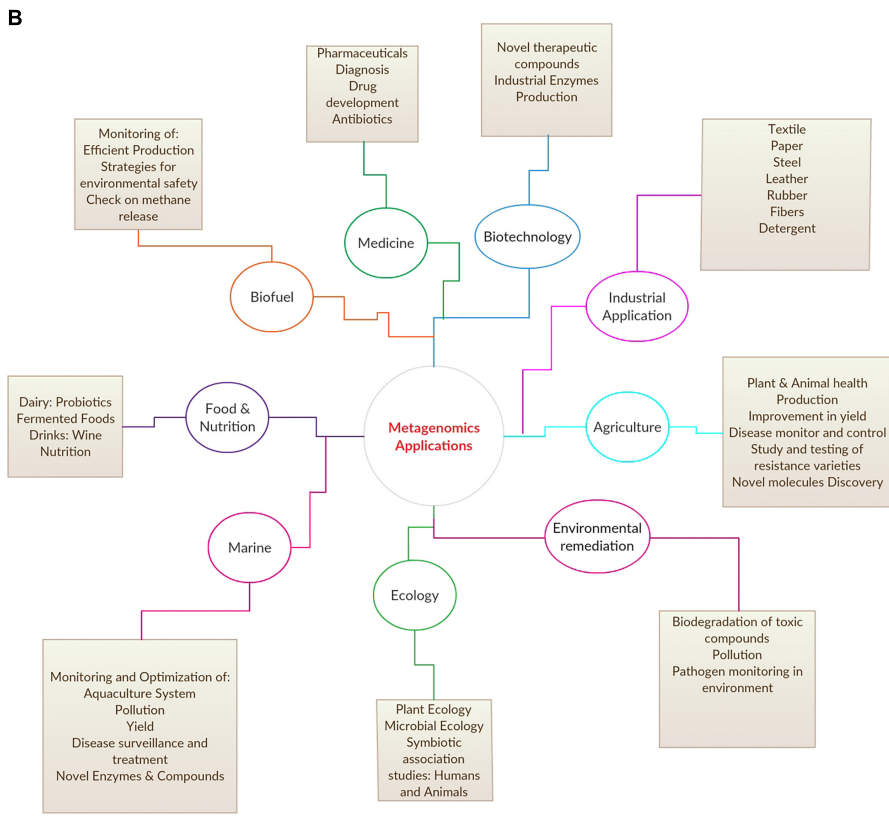 B
Pharmaceuticals
Diagnosis
Drug
development
Antibiotics
Novel therapeutic
compounds
Industrial Enzymes
Production
Monitoring of:
Efficient Production
Strategies for
environmental safety
Check on methane
release
Textile
Paper
Steel
Leather
Rubber
Fibers
Detergent
Medicine
Biotechnology
Biofuel
Industrial
Application
Dairy: Probiotics
Fermented Foods
Drinks: Wine
Nutrition
Food &
Nutrition
Metagenomics
Applications
Agriculture
Plant & Animal health
Production
Improvement in yield
Disease monitor and control
Study and testing of
resistance varieties
Novel molecules Discovery
Marine
Ecology
Environmental
remediation
Monitoring and Optimization of:
Aquaculture System
Pollution
Yield
Disease surveillance and
treatment
Novel Enzymes & Compounds
Plant Ecology
Microbial Ecology
Symbiotic
association
studies: Humans
and Animals
Biodegradation of toxic
compounds
Pollution
Pathogen monitoring in
environment